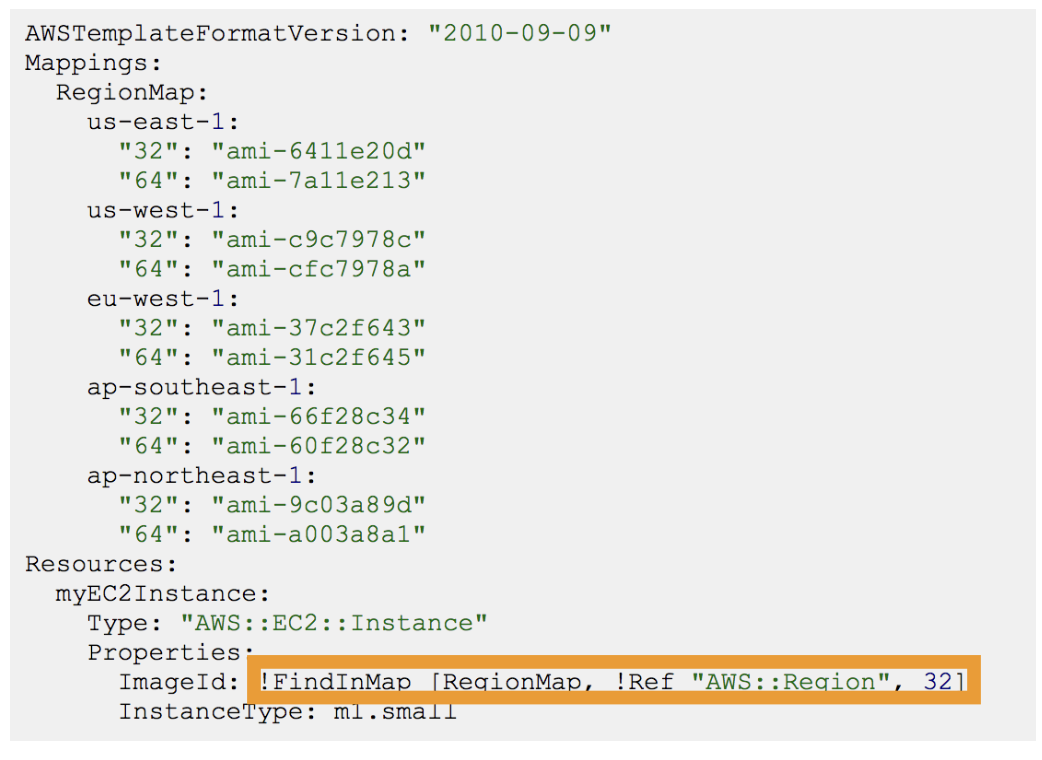 AWSTemplateFormatVersion: "2010-09-09"
Mappings:
  RegionMap:
    us-east-1:
      "32": "ami-6411e20d"
      "64": "ami-7a11e213"
    us-west-1:
      "32": "ami-c9c7978c"
      "64": "ami-cfc7978a"
    eu-west-1:
      "32": "ami-37c2f643"
      "64": "ami-31c2f645"
    ap-southeast-1:
      "32": "ami-66f28c34"
      "64": "ami-60f28c32"
    ap-northeast-1:
      "32": "ami-9c03a89d"
      "64": "ami-a003a8a1"
Resources:
  myEC2Instance:
    Type: "AWS::EC2::Instance"
    Properties:
      ImageId: !FindInMap [RegionMap, !Ref "AWS::Region", 32]
      InstanceType: m1.small